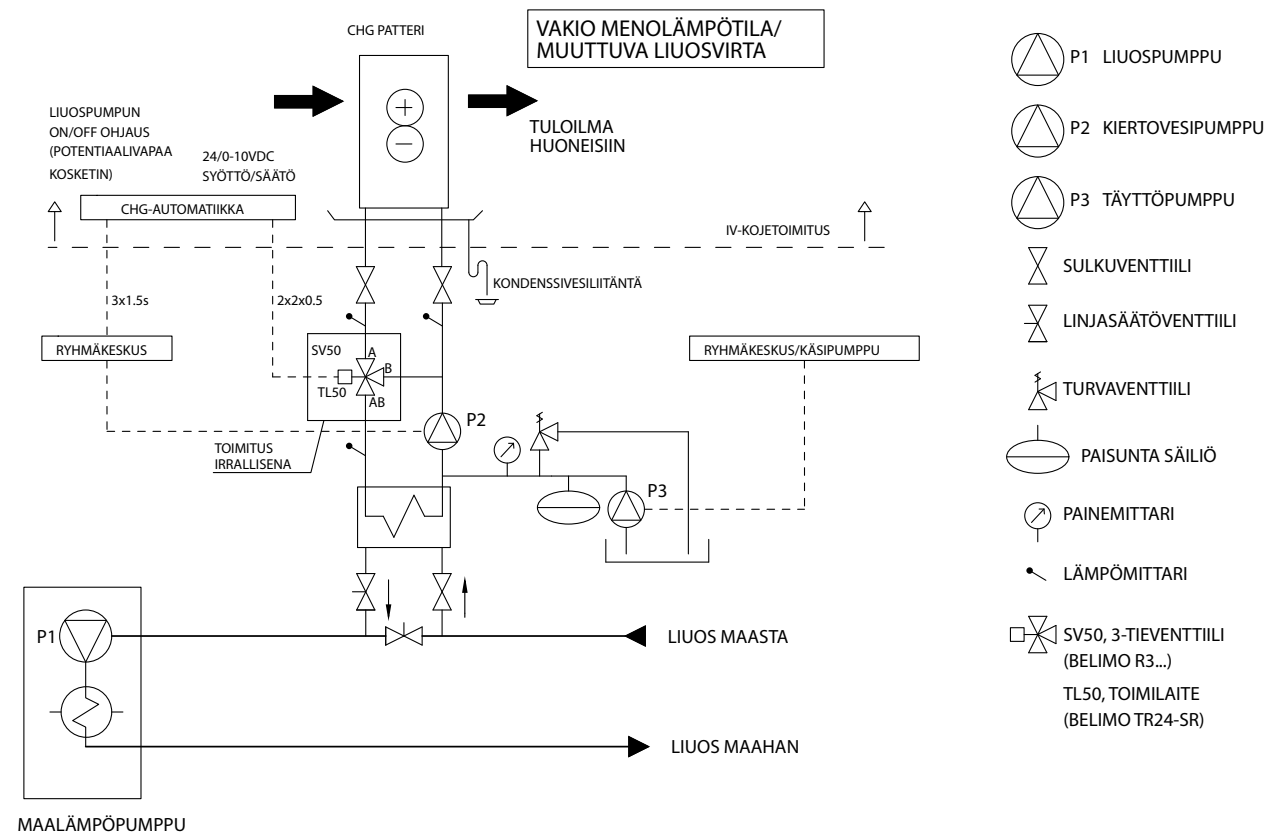 CHG PATTERI
VAKIO MENOLÄMPÖTILA/
MUUTTUVA LIUOSVIRTA
LIUOSPUMPUN
ON/OFF OHJAUS
(POTENTIAALIVAPAA
KOSKETIN)
24/0-10VDC
SYÖTTÖ/SÄÄTÖ
TULOILMA
HUONEISIIN
CHG-AUTOMATIIKKA
IV-KOJETOIMITUS
KONDENSSIVESILIITÄNTÄ
3x1.5s
2x2x0.5
RYHMÄKESKUS
SV50
A
B
TL50
AB
RYHMÄKESKUS/KÄSIPUMPPU
P2
TOIMITUS
IRRALLISENA
P3
P1
LIUOS MAASTA
LIUOS MAAHAN
MAALÄMPÖPUMPPU
P1 LIUOSPUMPPU
P2 KIERTOVESIPUMPPU
P3 TÄYTTÖPUMPPU
SULKUVENTTIILI
LINJASÄÄTÖVENTTIILI
TURVAVENTTIILI
PAISUNTA SÄILIÖ
PAINEMITTARI
LÄMPÖMITTARI
SV50, 3-TIEVENTTIILI
(BELIMO R3...)
TL50, TOIMILAITE
(BELIMO TR24-SR)